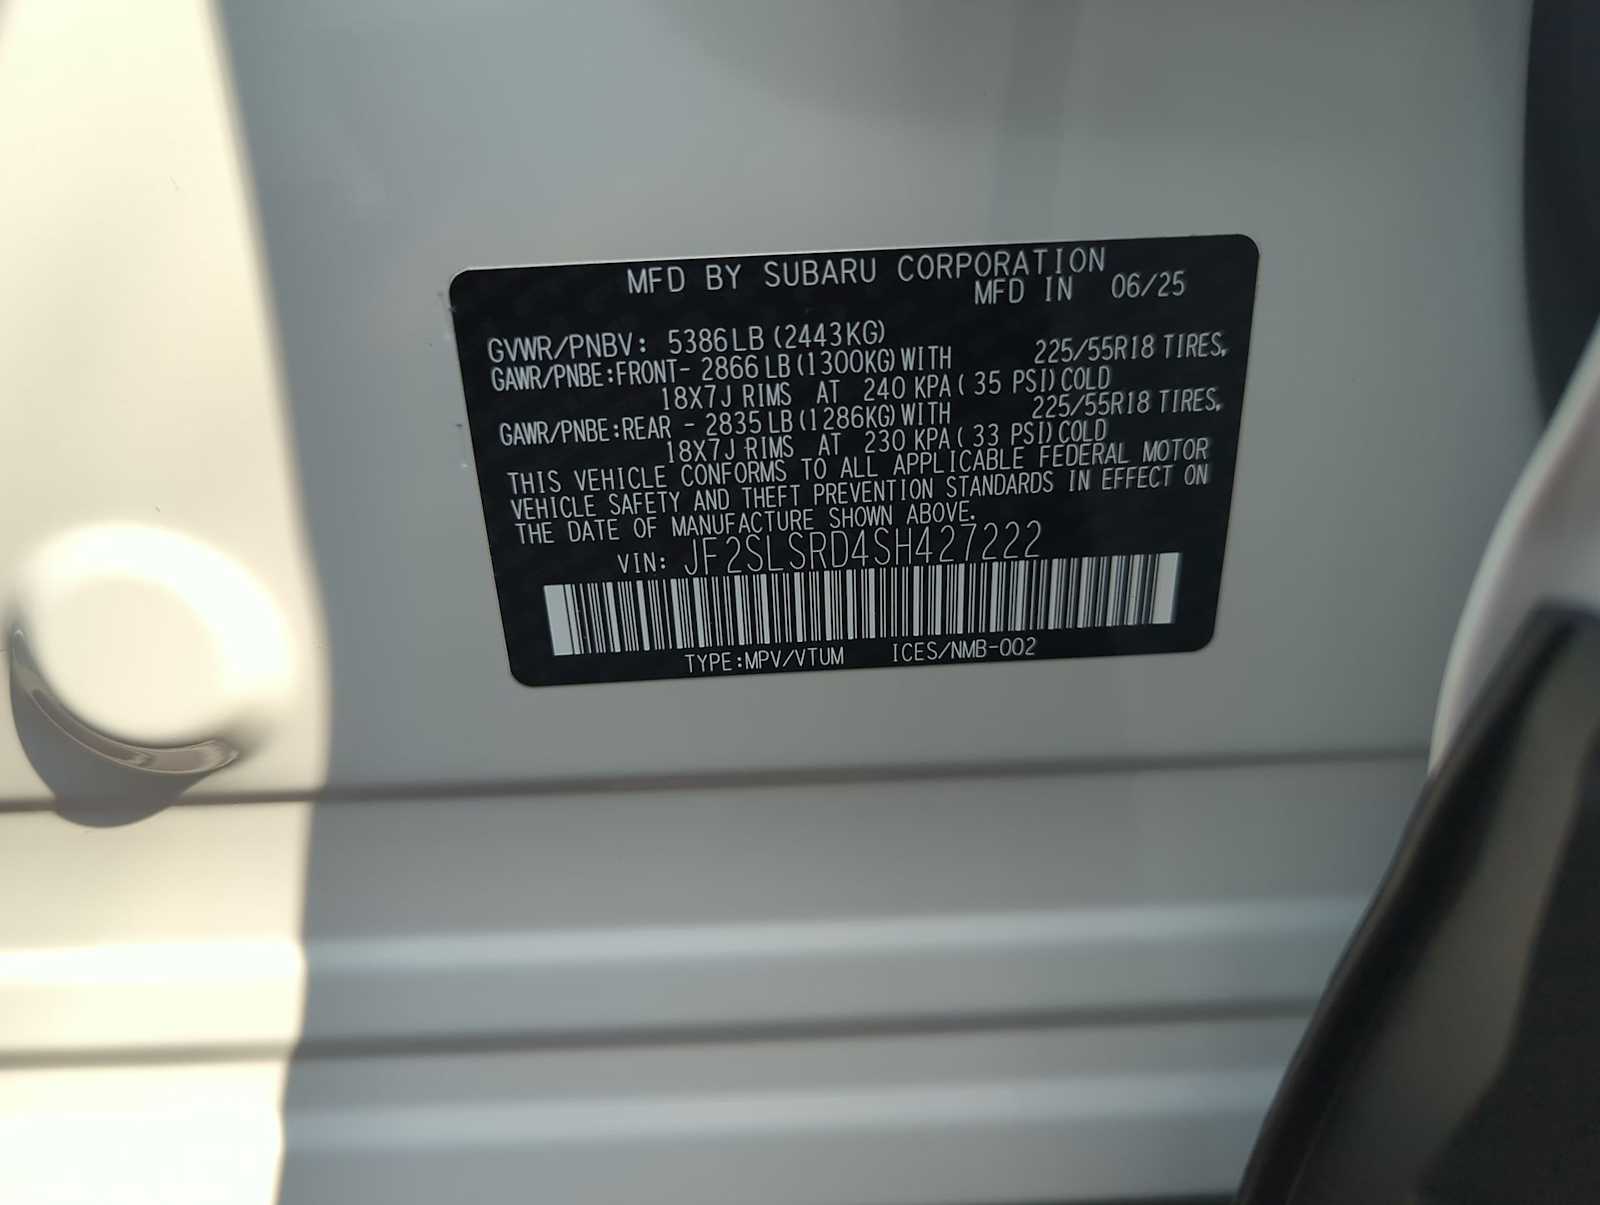 MFD BY SUBARU CORPORATION
MFD IN 06/25
GVWR/PNBV: 5386LB (2443KG)
GAWR/PNBE:FRONT- 2866 LB (1300KG) WITH 225/55R18 TIRES,
18X7J RIMS AT 240 KPA ( 35 PSI) COLD
GAWR/PNBE:REAR - 2835 LB (1286KG) WITH 225/55R18 TIRES,
18X7J RIMS AT 230 KPA ( 33 PSI) COLD
THIS VEHICLE CONFORMS TO ALL APPLICABLE FEDERAL MOTOR
VEHICLE SAFETY AND THEFT PREVENTION STANDARDS IN EFFECT ON
THE DATE OF MANUFACTURE SHOWN ABOVE.
VIN: JF2SLSRD4SH427222
TYPE:MPV/VTUM ICES/NMB-002